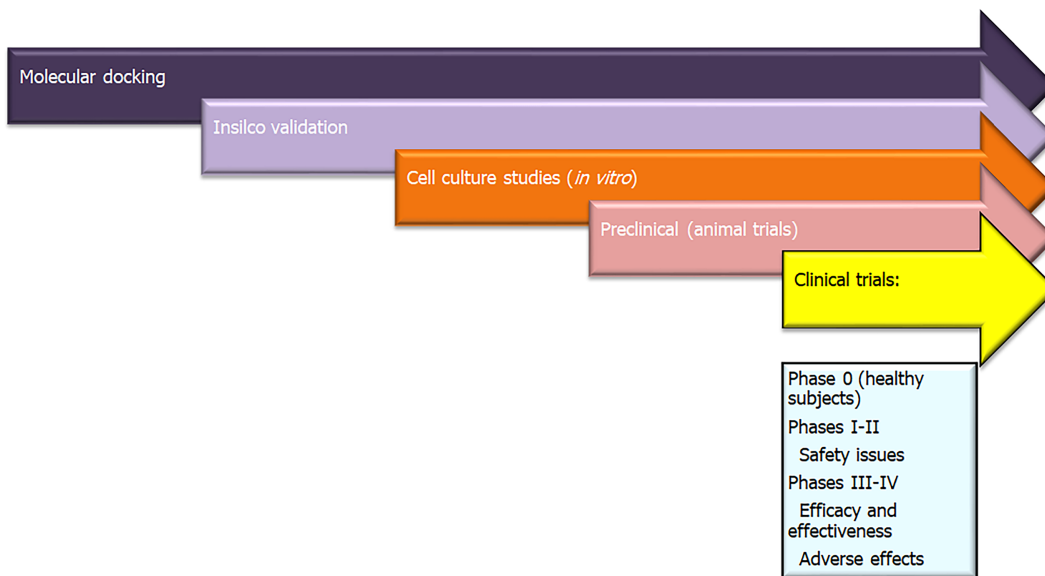 Molecular docking
Insilco validation
Cell culture studies (in vitro)
Preclinical (animal trials)
Clinical trials:
Phase 0 (healthy
subjects)
Phases I-II
Safety issues
Phases III-IV
Efficacy and
effectiveness
Adverse effects